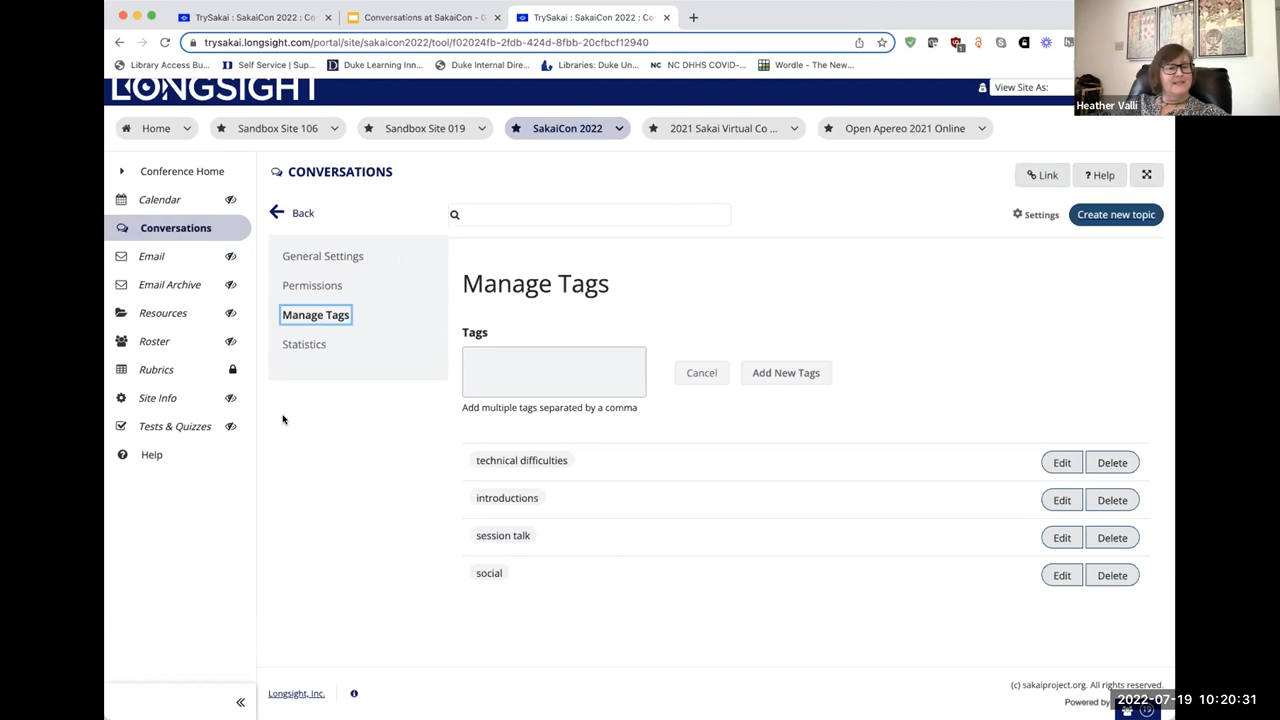 TrySakai : SakaiCon 2022 : Co
Conversations at SakaiCon - G
TrySakai : SakaiCon 2022 : Co
trysakai.longsight.com/portal/site/sakaicon2022/tool/f02024fb-2fdb-424d-8fbb-20cfbcf12940
Library Access Bu...
Self Service | Sup...
Duke Learning Inn...
Duke Internal Dire...
Libraries: Duke Un...
NC NC DHHS COVID-...
Wordle - The New...
Heather Valli
LONGSIGHT
View Site As:
Home
Sandbox Site 106
Sandbox Site 019
SakaiCon 2022
2021 Sakai Virtual Co ...
Open Apereo 2021 Online
Conference Home
Calendar
Conversations
Email
Email Archive
Resources
Roster
Rubrics
Site Info
Tests & Quizzes
Help
CONVERSATIONS
Link
? Help
Back
Settings
Create new topic
General Settings
Permissions
Manage Tags
Statistics
Manage Tags
Tags
Cancel
Add New Tags
Add multiple tags separated by a comma
technical difficulties
Edit
Delete
introductions
Edit
Delete
session talk
Edit
Delete
social
Edit
Delete
Longsight, Inc.
(c) sakaiproject.org. All rights reserved.
Powered by
2022-07-19 10:20:31